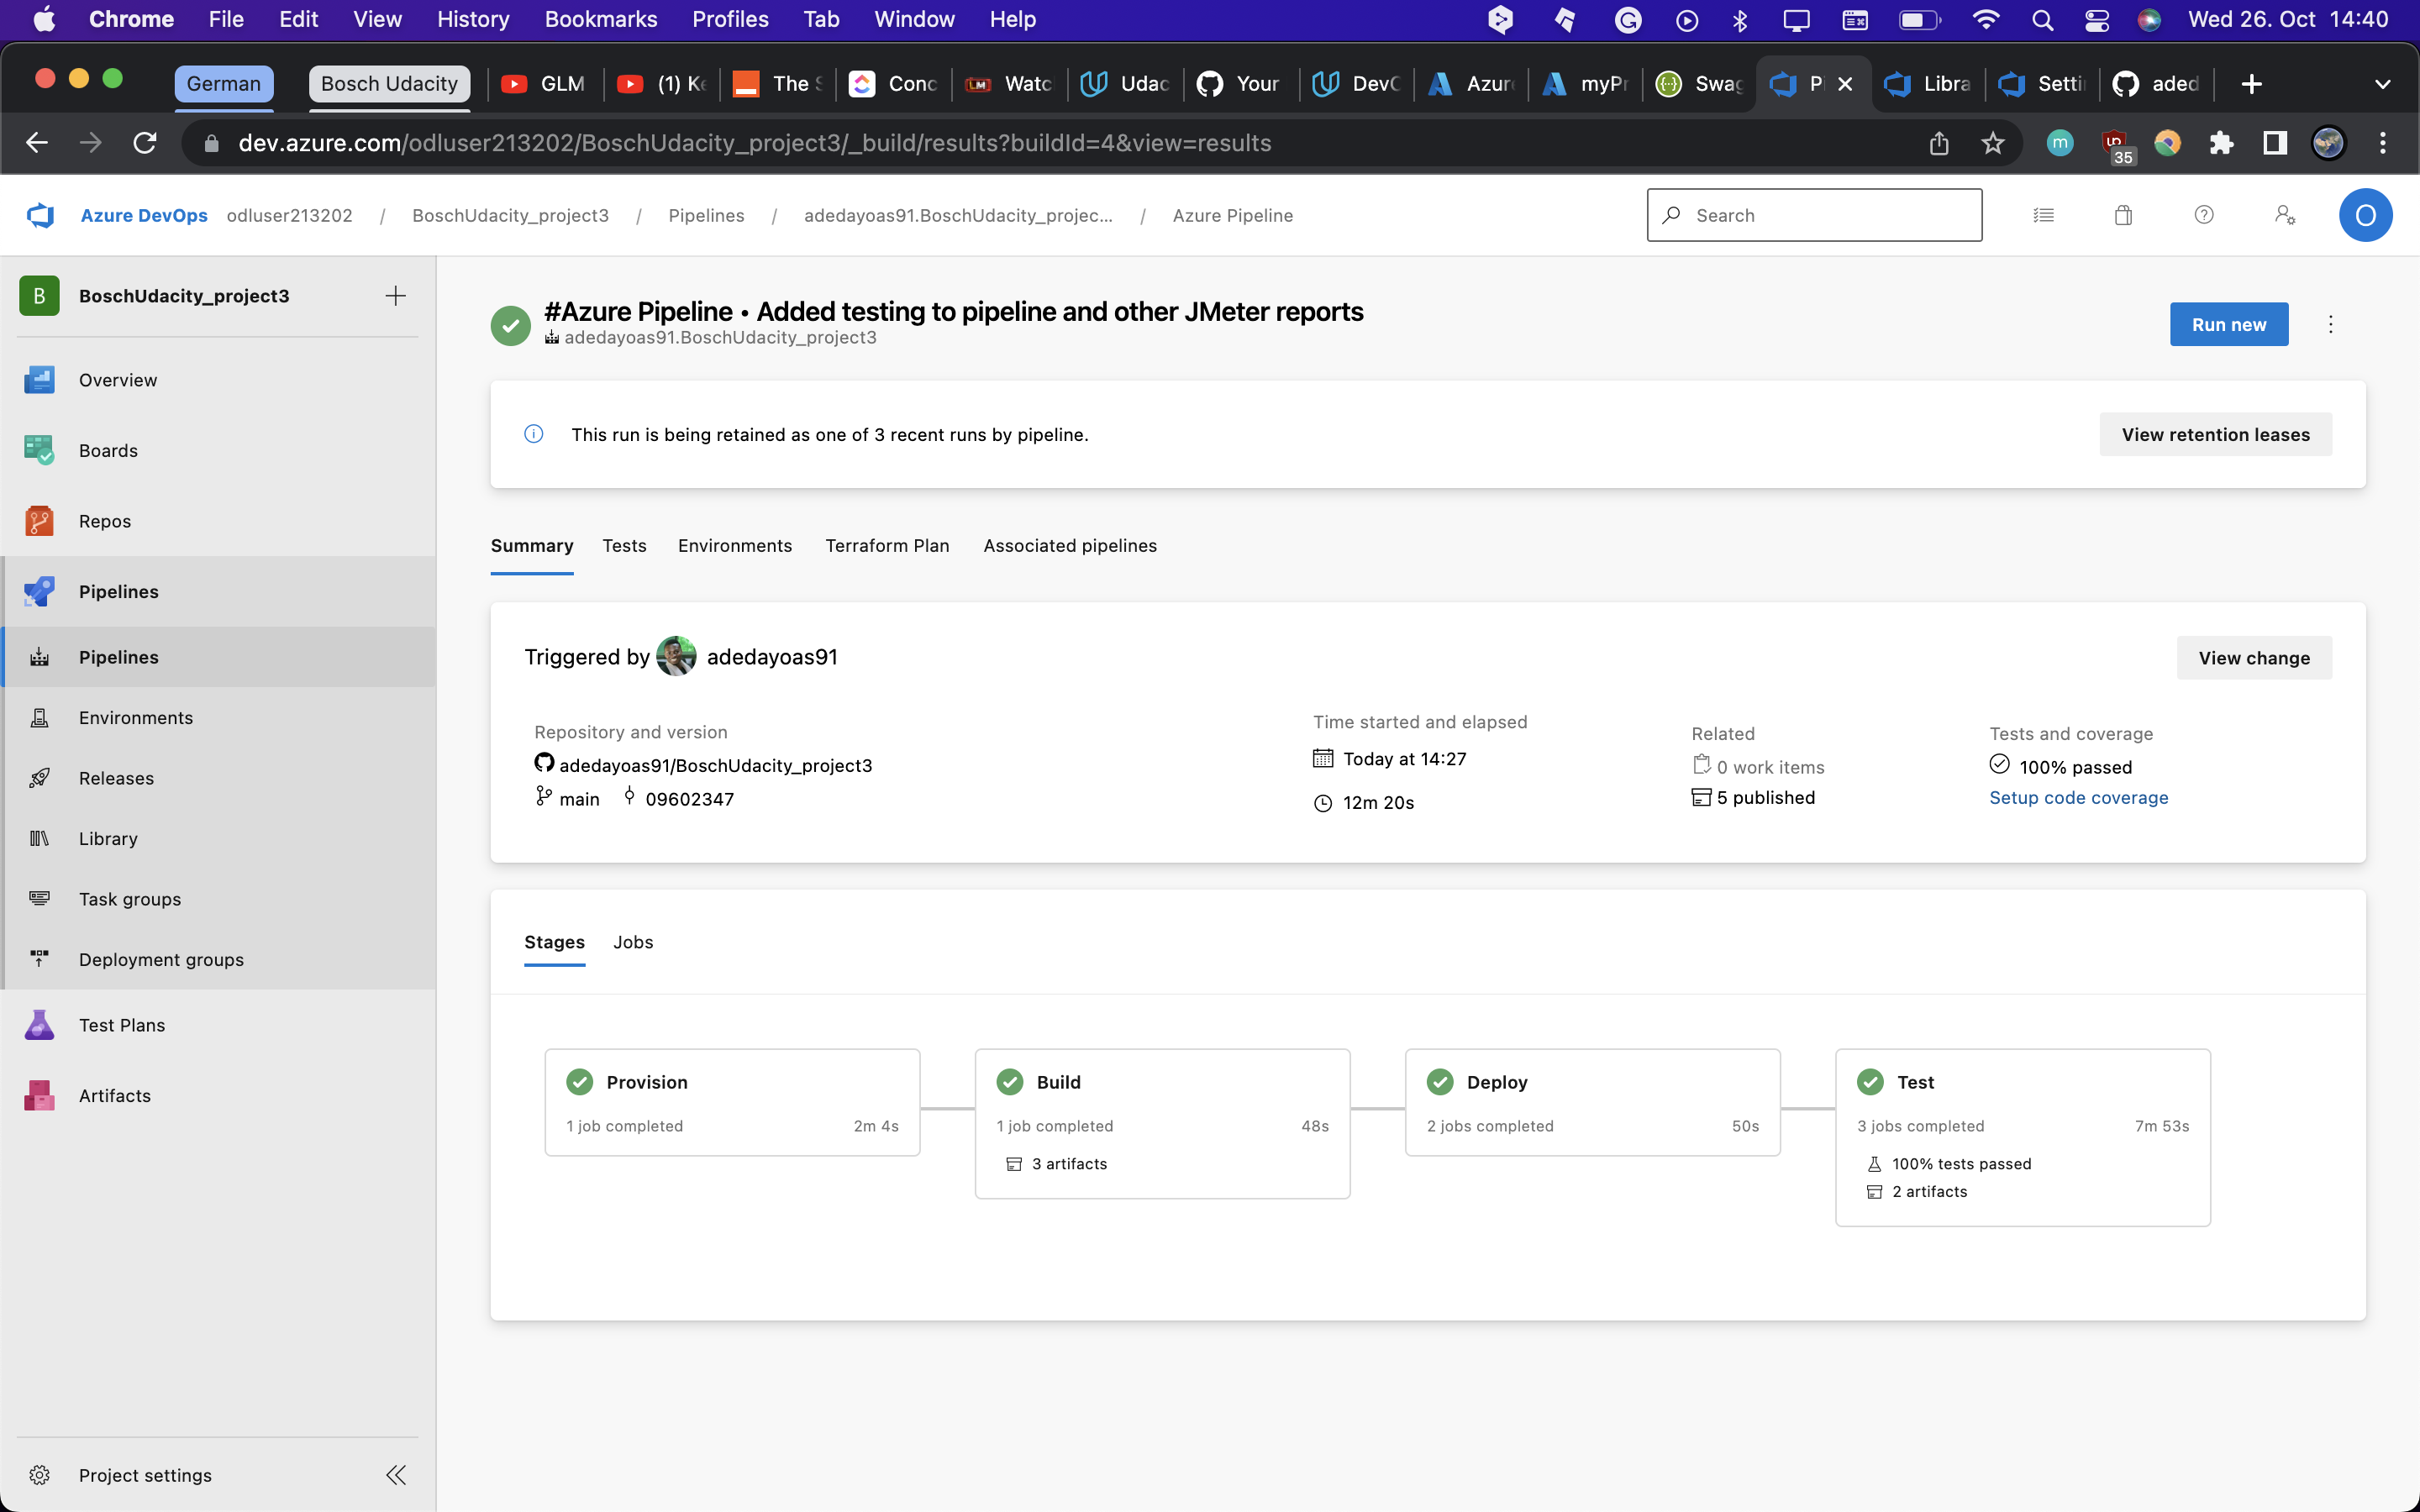 Chrome File Edit View History Bookmarks Profiles Tab Window Help Wed 26. Oct 14:40
German Bosch Udacity GLM (1) Ke The S Conc Watc Udac Your DevC Azur myPr Swag Pi Libra Setti aded
dev.azure.com/odluser213202/BoschUdacity_project3/_build/results?buildId=4&view=results m 35
Azure DevOps odluser213202 / BoschUdacity_project3 / Pipelines / adedayoas91.BoschUdacity_projec... / Azure Pipeline Search O
B BoschUdacity_project3
Overview
Boards
Repos
Pipelines
Pipelines
Environments
Releases
Library
Task groups
Deployment groups
Test Plans
Artifacts
Project settings
#Azure Pipeline • Added testing to pipeline and other JMeter reports
adedayoas91.BoschUdacity_project3
Run new
This run is being retained as one of 3 recent runs by pipeline.
View retention leases
Summary Tests Environments Terraform Plan Associated pipelines
Triggered by adedayoas91
View change
Repository and version
adedayoas91/BoschUdacity_project3
main 09602347
Time started and elapsed
Today at 14:27
12m 20s
Related
0 work items
5 published
Tests and coverage
100% passed
Setup code coverage
Stages Jobs
Provision
1 job completed 2m 4s
Build
1 job completed 48s
3 artifacts
Deploy
2 jobs completed 50s
Test
3 jobs completed 7m 53s
100% tests passed
2 artifacts